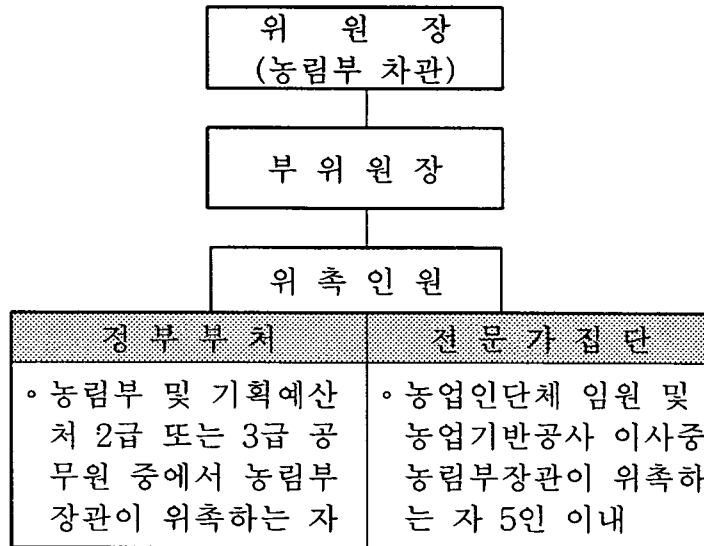 위 원 장
(농림부 차관)
부 위 원 장
위 촉 인 원
정 부 부 처
전 문 가 집 단
◦ 농림부 및 기획예산
처 2급 또는 3급 공
무원 중에서 농림부
장관이 위촉하는 자
◦ 농업인단체 임원 및
농업기반공사 이사중
농림부장관이 위촉하
는 자 5인 이내